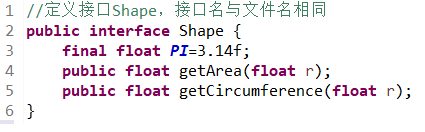 1 //定义接口Shape，接口名与文件名相同
2 public interface Shape {
3     final float PI=3.14f;
4     public float getArea(float r);
5     public float getCircumference(float r);
6 }